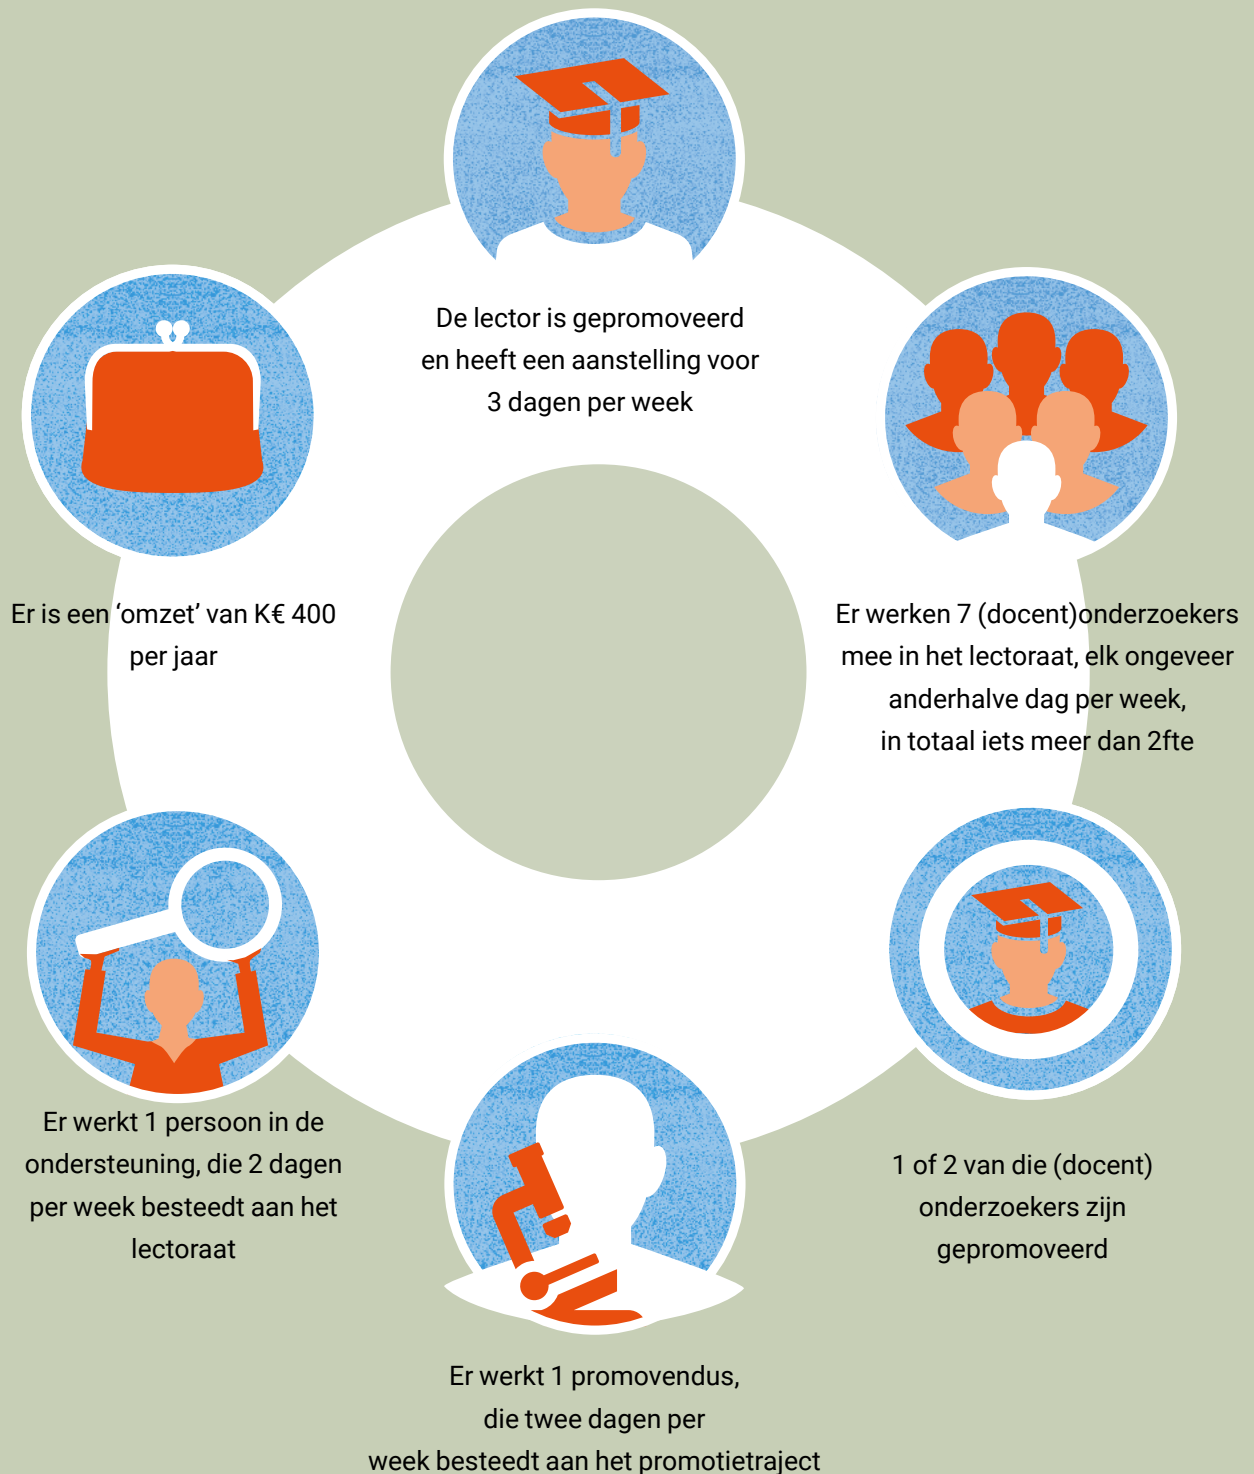 De lector is gepromoveerd
en heeft een aanstelling voor
3 dagen per week
Er is een ‘omzet’ van K€ 400
per jaar
Er werken 7 (docent)onderzoekers
mee in het lectoraat, elk ongeveer
anderhalve dag per week,
in totaal iets meer dan 2fte
Er werkt 1 persoon in de
ondersteuning, die 2 dagen
per week besteedt aan het
lectoraat
1 of 2 van die (docent)
onderzoekers zijn
gepromoveerd
Er werkt 1 promovendus,
die twee dagen per
week besteedt aan het promotietraject